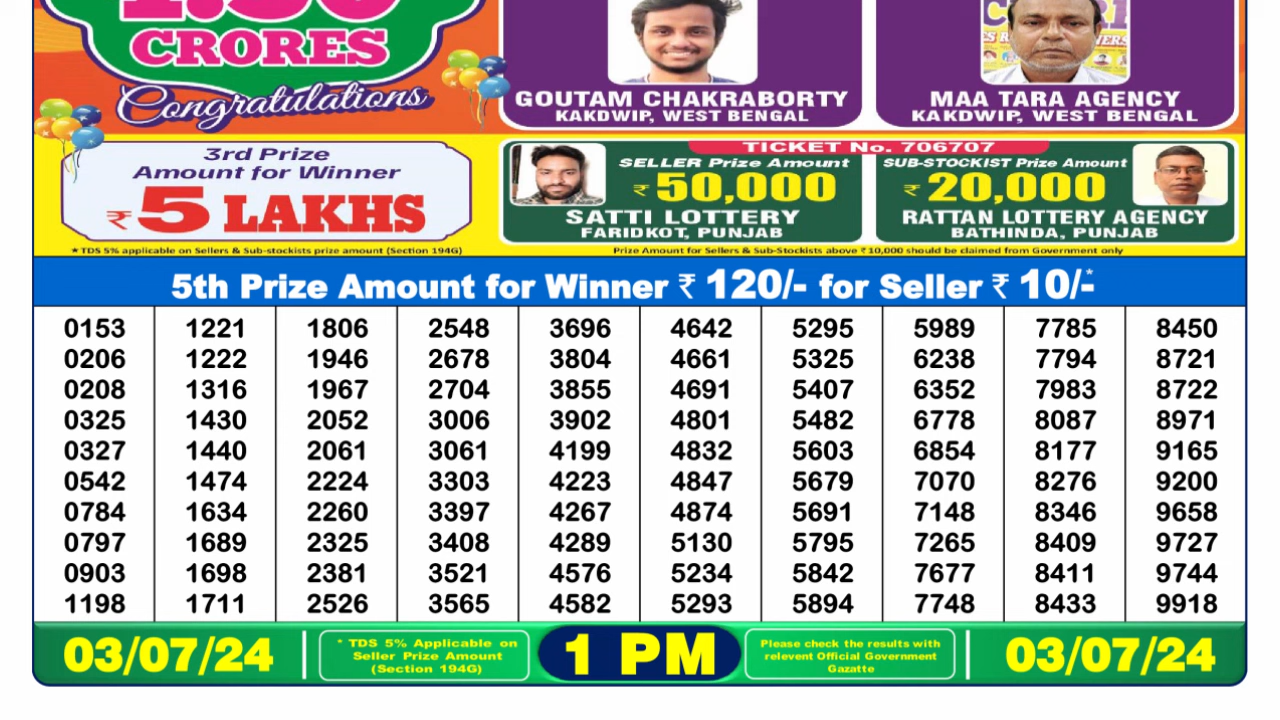 CRORES
Congratulations
GOUTAM CHAKRABORTY
KAKDWIP, WEST BENGAL
MAA TARA AGENCY
KAKDWIP, WEST BENGAL
3rd Prize
Amount for Winner
₹5 LAKHS
TICKET No. 706707
SELLER Prize Amount
₹ 50,000
SATTI LOTTERY
FARIDKOT, PUNJAB
SUB-STOCKIST Prize Amount
₹ 20,000
RATTAN LOTTERY AGENCY
BATHINDA, PUNJAB
★TDS 5% applicable on Sellers & Sub-stockists prize amount (Section 194G)
Prize Amount for Sellers & Sub-Stockists above ₹10,000 should be claimed from Government only
5th Prize Amount for Winner ₹ 120/- for Seller ₹ 10/-*
0153 1221 1806 2548 3696 4642 5295 5989 7785 8450
0206 1222 1946 2678 3804 4661 5325 6238 7794 8721
0208 1316 1967 2704 3855 4691 5407 6352 7983 8722
0325 1430 2052 3006 3902 4801 5482 6778 8087 8971
0327 1440 2061 3061 4199 4832 5603 6854 8177 9165
0542 1474 2224 3303 4223 4847 5679 7070 8276 9200
0784 1634 2260 3397 4267 4874 5691 7148 8346 9658
0797 1689 2325 3408 4289 5130 5795 7265 8409 9727
0903 1698 2381 3521 4576 5234 5842 7677 8411 9744
1198 1711 2526 3565 4582 5293 5894 7748 8433 9918
03/07/24
* TDS 5% Applicable on
Seller Prize Amount
(Section 194G)
1 PM
Please check the results with
relevent Official Government
Gazatte
03/07/24